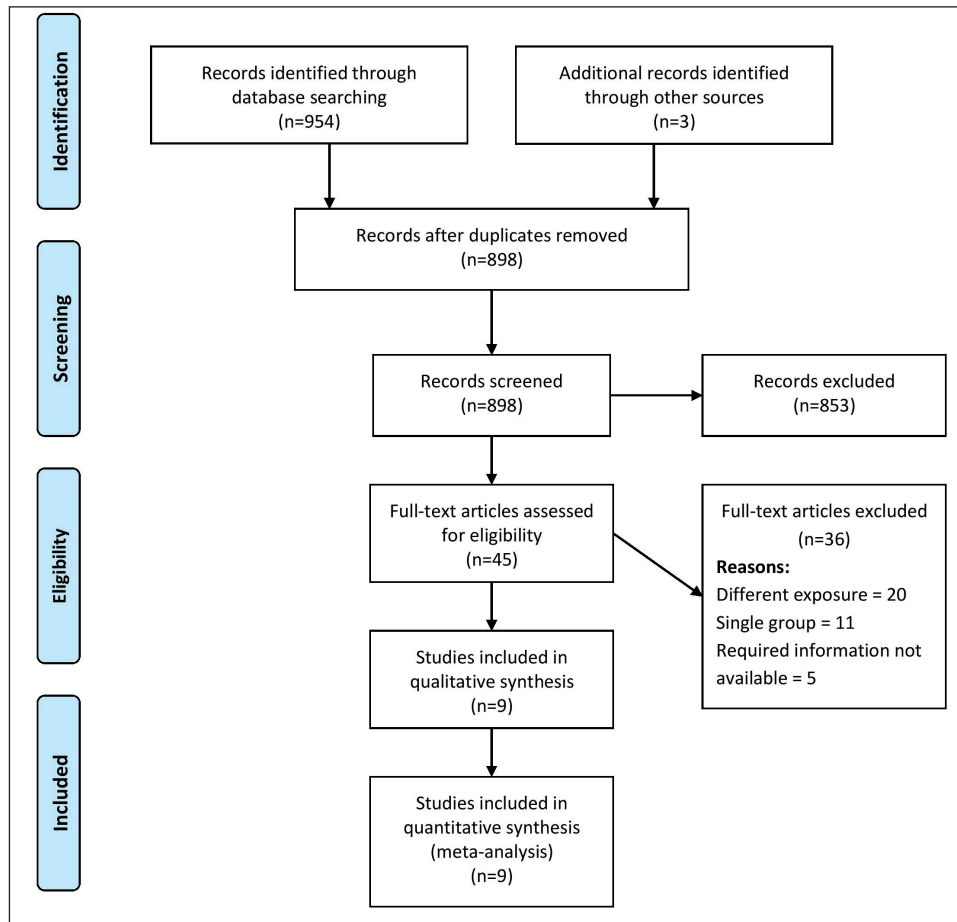 Identification
Records identified through
database searching
(n=954)
Additional records identified
through other sources
(n=3)
Records after duplicates removed
(n=898)
Screening
Records screened
(n=898)
Records excluded
(n=853)
Eligibility
Full-text articles assessed
for eligibility
(n=45)
Full-text articles excluded
(n=36)
Reasons:
Different exposure = 20
Single group = 11
Required information not
available = 5
Studies included in
qualitative synthesis
(n=9)
Included
Studies included in
quantitative synthesis
(meta-analysis)
(n=9)